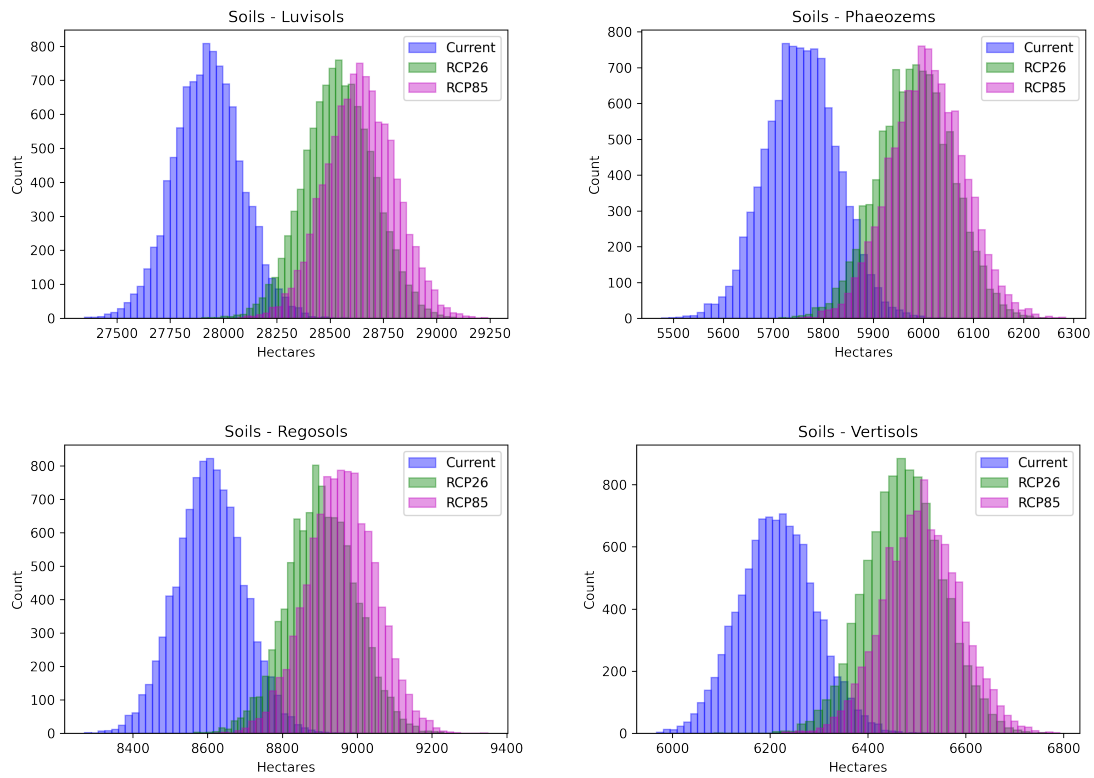 Soils - Luvisols
800
700
600
500
400
300
200
100
0
Count
27500 27750 28000 28250 28500 28750 29000 29250
Hectares
Current
RCP26
RCP85
Soils - Phaeozems
800
700
600
500
400
300
200
100
0
Count
5500 5600 5700 5800 5900 6000 6100 6200 6300
Hectares
Current
RCP26
RCP85
Soils - Regosols
800
700
600
500
400
300
200
100
0
Count
8400 8600 8800 9000 9200 9400
Hectares
Current
RCP26
RCP85
Soils - Vertisols
800
600
400
200
0
Count
6000 6200 6400 6600 6800
Hectares
Current
RCP26
RCP85